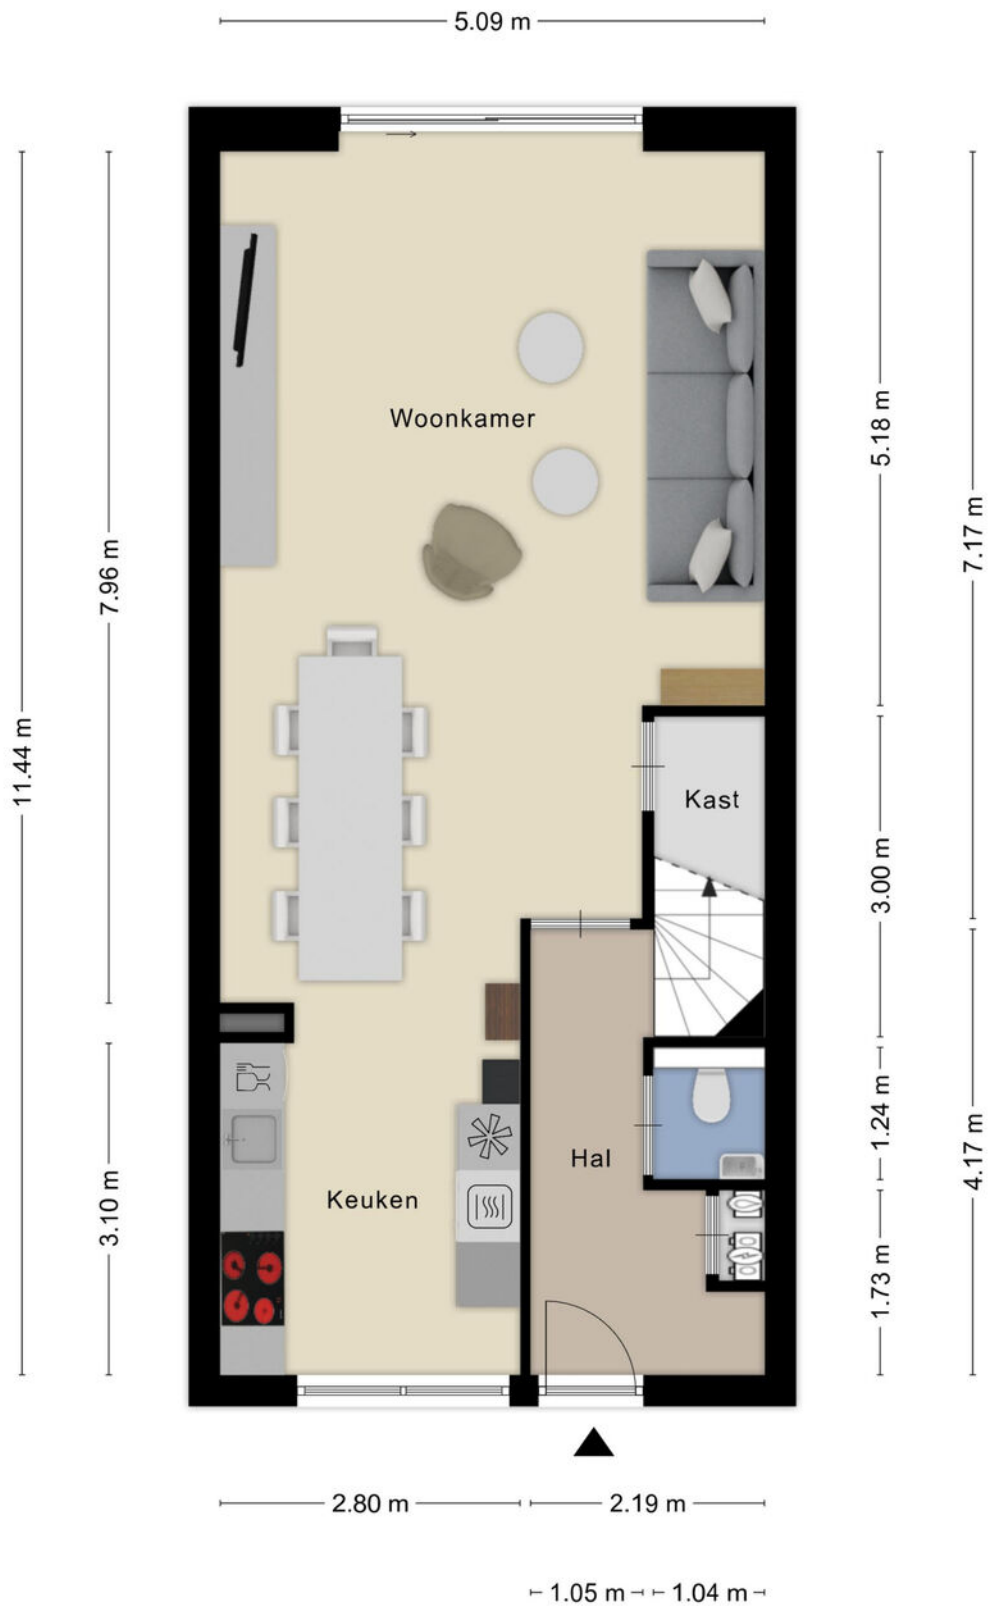 5.09 m
Woonkamer
5.18 m
7.17 m
7.96 m
11.44 m
Kast
3.00 m
1.24 m
4.17 m
Hal
Keuken
3.10 m
1.73 m
2.80 m
2.19 m
1.05 m
1.04 m